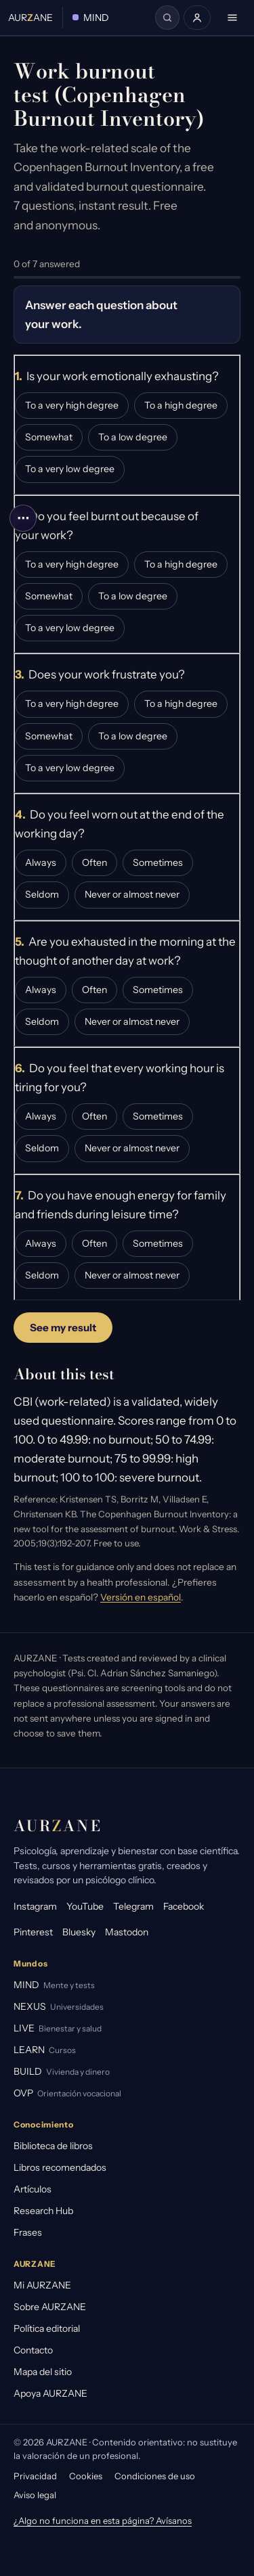 AURZANE
MIND
Work burnout
test (Copenhagen
Burnout Inventory)
Take the work-related scale of the
Copenhagen Burnout Inventory, a free
and validated burnout questionnaire.
7 questions, instant result. Free
and anonymous.
0 of 7 answered
Answer each question about
your work.
1. Is your work emotionally exhausting?
To a very high degree
To a high degree
Somewhat
To a low degree
To a very low degree
Do you feel burnt out because of
your work?
To a very high degree
To a high degree
Somewhat
To a low degree
To a very low degree
3. Does your work frustrate you?
To a very high degree
To a high degree
Somewhat
To a low degree
To a very low degree
4. Do you feel worn out at the end of the
working day?
Always
Often
Sometimes
Seldom
Never or almost never
5. Are you exhausted in the morning at the
thought of another day at work?
Always
Often
Sometimes
Seldom
Never or almost never
6. Do you feel that every working hour is
tiring for you?
Always
Often
Sometimes
Seldom
Never or almost never
7. Do you have enough energy for family
and friends during leisure time?
Always
Often
Sometimes
Seldom
Never or almost never
See my result
About this test
CBI (work-related) is a validated, widely
used questionnaire. Scores range from 0 to
100. 0 to 49.99: no burnout; 50 to 74.99:
moderate burnout; 75 to 99.99: high
burnout; 100 to 100: severe burnout.
Reference: Kristensen TS, Borritz M, Villadsen E,
Christensen KB. The Copenhagen Burnout Inventory: a
new tool for the assessment of burnout. Work & Stress.
2005;19(3):192-207. Free to use.
This test is for guidance only and does not replace an
assessment by a health professional. ¿Prefieres
hacerlo en español? Versión en español.
AURZANE · Tests created and reviewed by a clinical
psychologist (Psi. Cl. Adrian Sánchez Samaniego).
These questionnaires are screening tools and do not
replace a professional assessment. Your answers are
not sent anywhere unless you are signed in and
choose to save them.
AURZANE
Psicología, aprendizaje y bienestar con base científica.
Tests, cursos y herramientas gratis, creados y
revisados por un psicólogo clínico.
Instagram YouTube Telegram Facebook
Pinterest Bluesky Mastodon
Mundos
MIND Mente y tests
NEXUS Universidades
LIVE Bienestar y salud
LEARN Cursos
BUILD Vivienda y dinero
OVP Orientación vocacional
Conocimiento
Biblioteca de libros
Libros recomendados
Artículos
Research Hub
Frases
AURZANE
Mi AURZANE
Sobre AURZANE
Política editorial
Contacto
Mapa del sitio
Apoya AURZANE
© 2026 AURZANE · Contenido orientativo: no sustituye
la valoración de un profesional.
Privacidad Cookies Condiciones de uso
Aviso legal
¿Algo no funciona en esta página? Avísanos